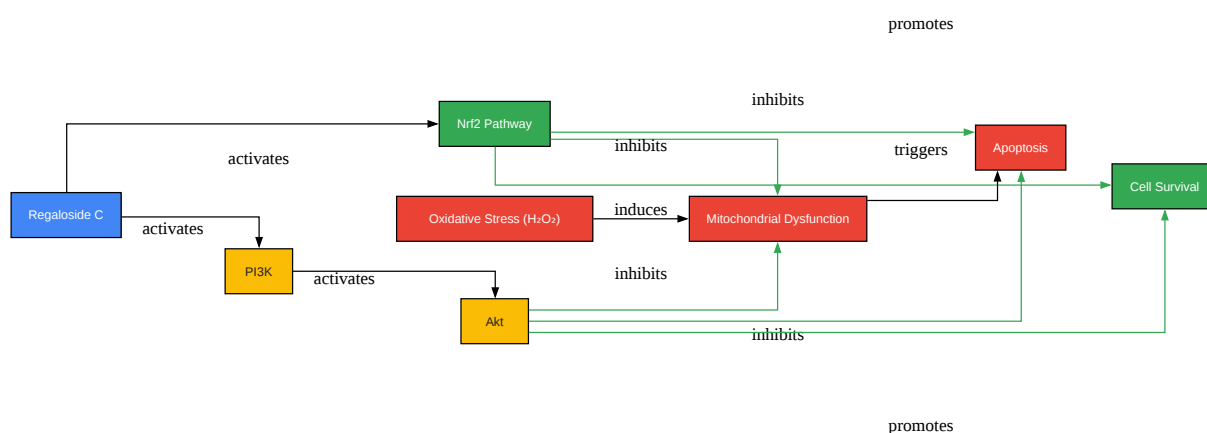 promotes
inhibits
Nrf2 Pathway
inhibits
triggers
Apoptosis
activates
Cell Survival
Regaloside C
activates
Oxidative Stress (H₂O₂)
induces
Mitochondrial Dysfunction
PI3K
activates
inhibits
Akt
inhibits
promotes